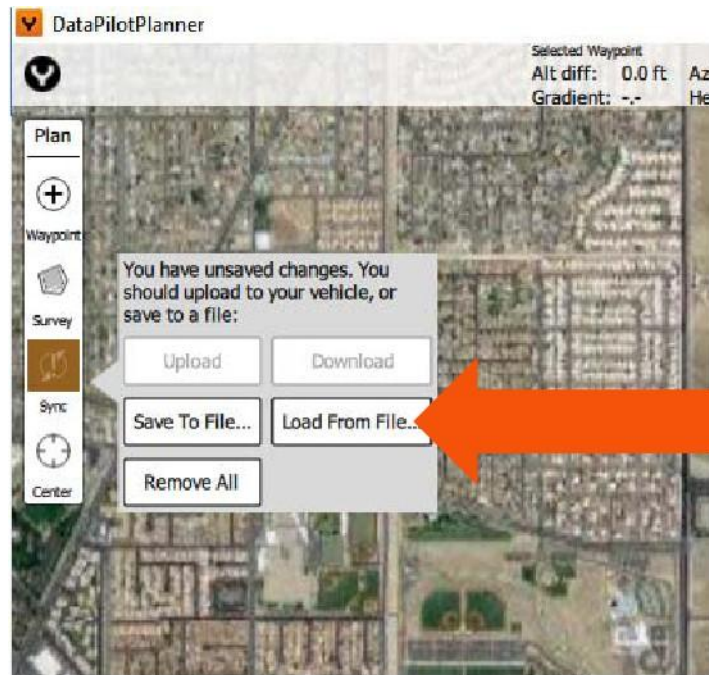 DataPilotPlanner
Selected Waypoint
Alt diff: 0.0 ft Az
Gradient: -.- He
Plan
Waypoint
Survey
Sync
Center
You have unsaved changes. You
should upload to your vehicle, or
save to a file:
Upload Download
Save To File... Load From File...
Remove All